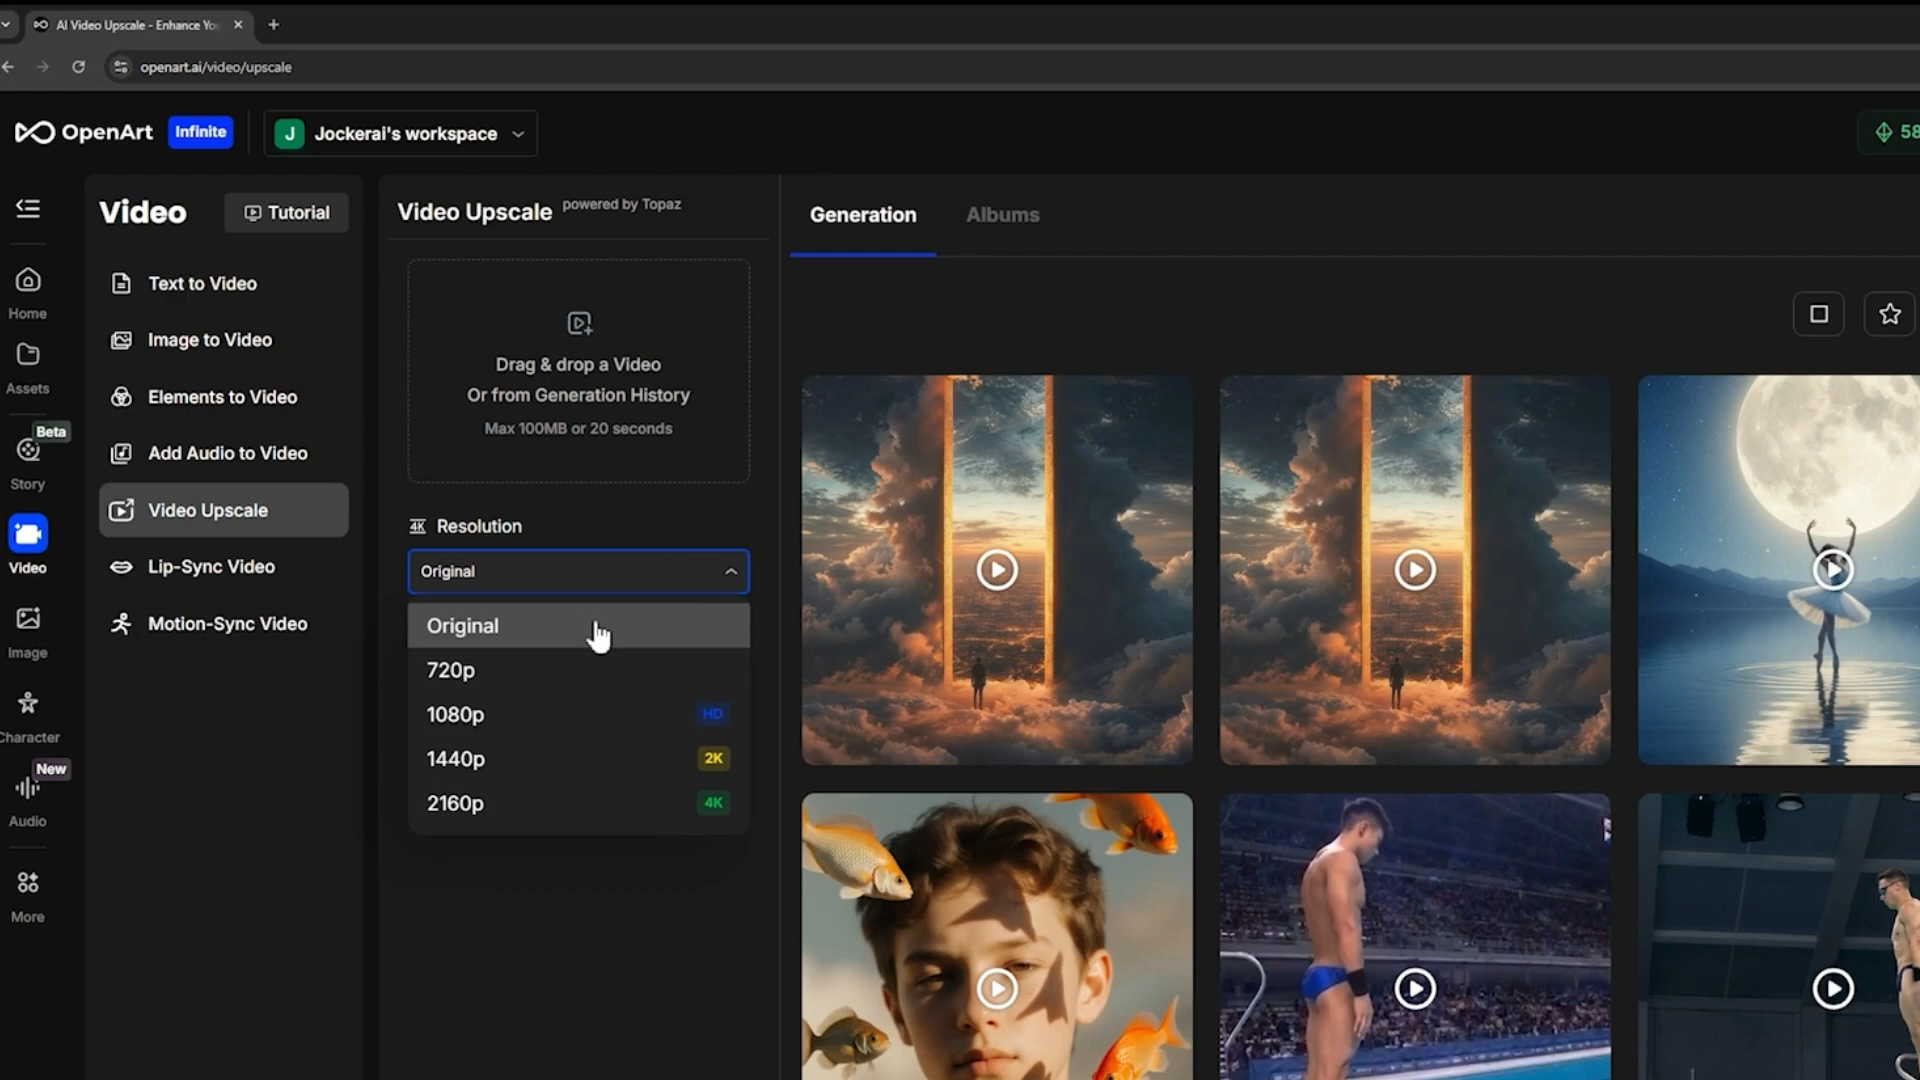 AI Video Upscale - Enhance You
openart.ai/video/upscale
OpenArt
Infinite
J
Jockerai's workspace
58
Video
Tutorial
Video Upscale
powered by Topaz
Generation
Albums
Home
Assets
Beta
Story
Video
Image
Character
New
Audio
More
Text to Video
Image to Video
Elements to Video
Add Audio to Video
Video Upscale
Lip-Sync Video
Motion-Sync Video
Drag & drop a Video
Or from Generation History
Max 100MB or 20 seconds
4K Resolution
Original
Original
720p
1080p HD
1440p 2K
2160p 4K